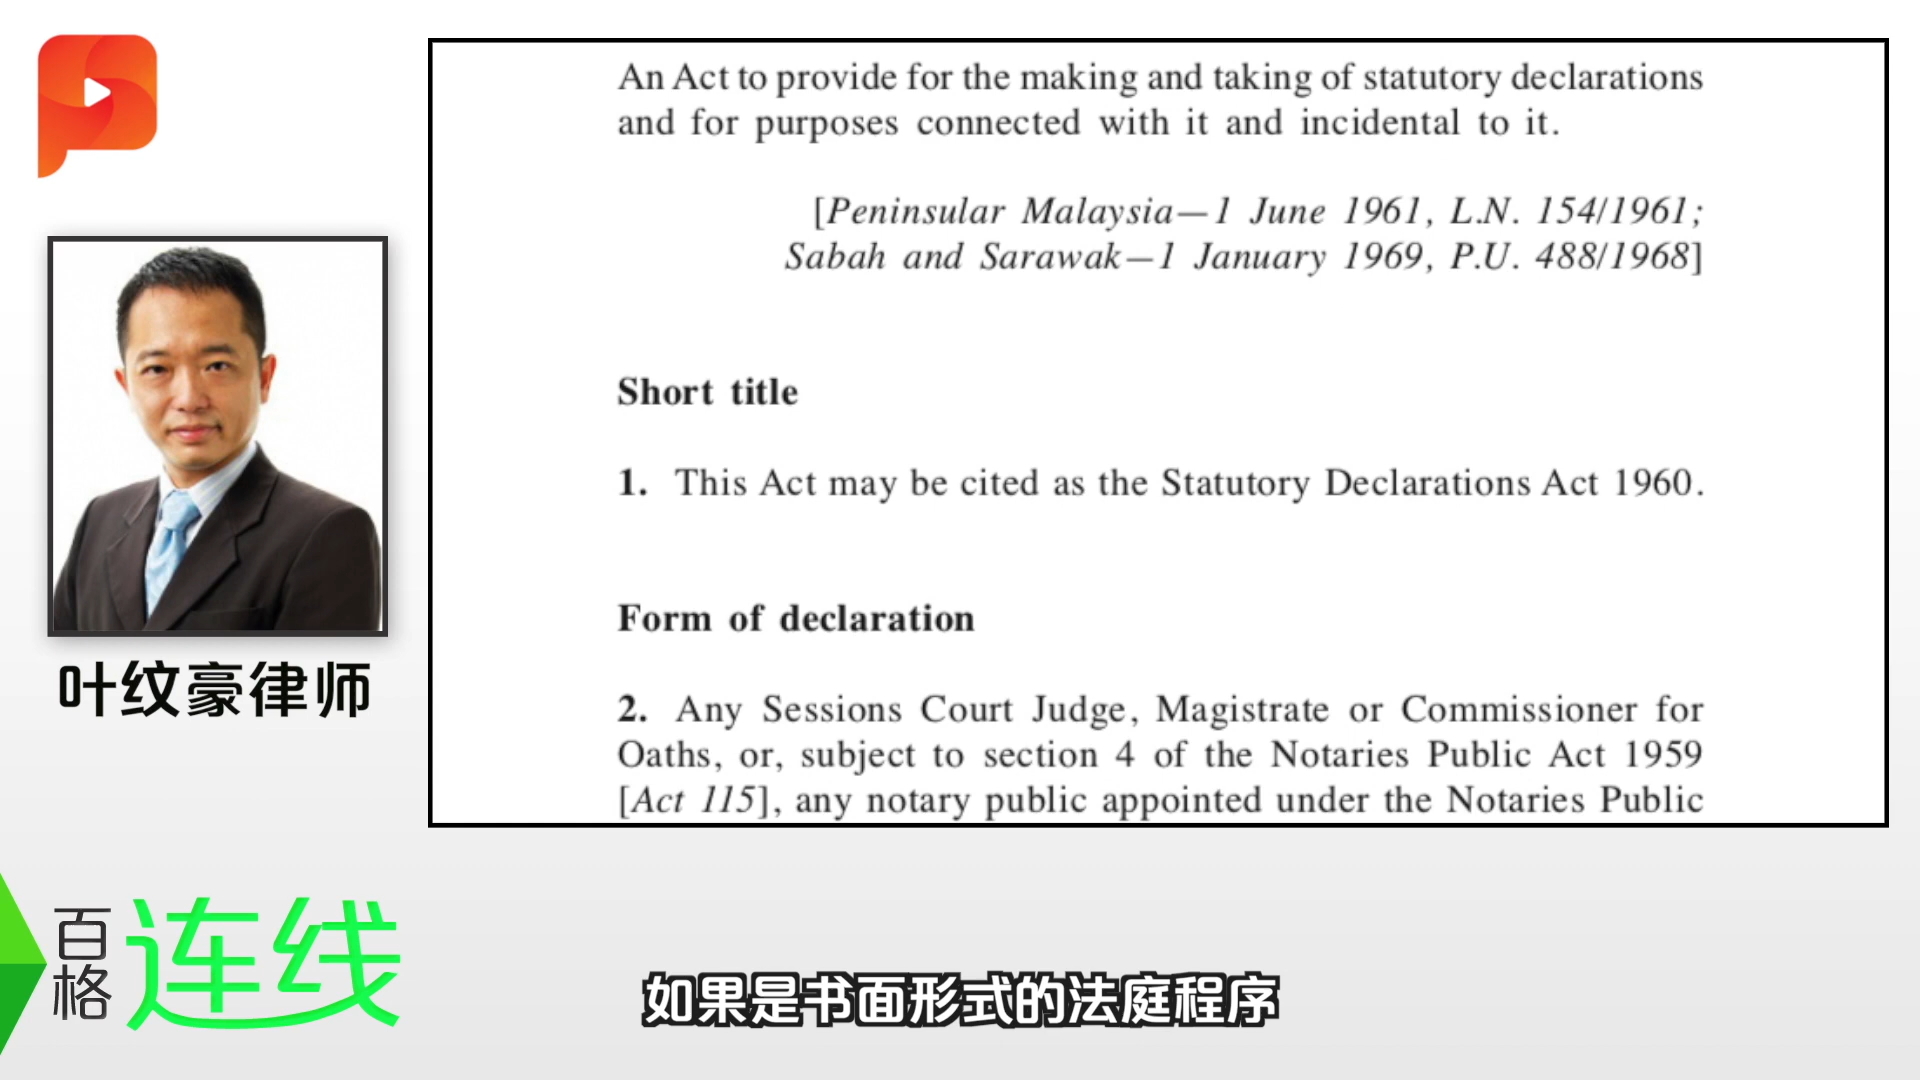 An Act to provide for the making and taking of statutory declarations
and for purposes connected with it and incidental to it.
[Peninsular Malaysia—1 June 1961, L.N. 154/1961;
Sabah and Sarawak—1 January 1969, P.U. 488/1968]
Short title
1. This Act may be cited as the Statutory Declarations Act 1960.
Form of declaration
2. Any Sessions Court Judge, Magistrate or Commissioner for
Oaths, or, subject to section 4 of the Notaries Public Act 1959
[Act 115], any notary public appointed under the Notaries Public
叶纹豪律师
百格
连线
如果是书面形式的法庭程序